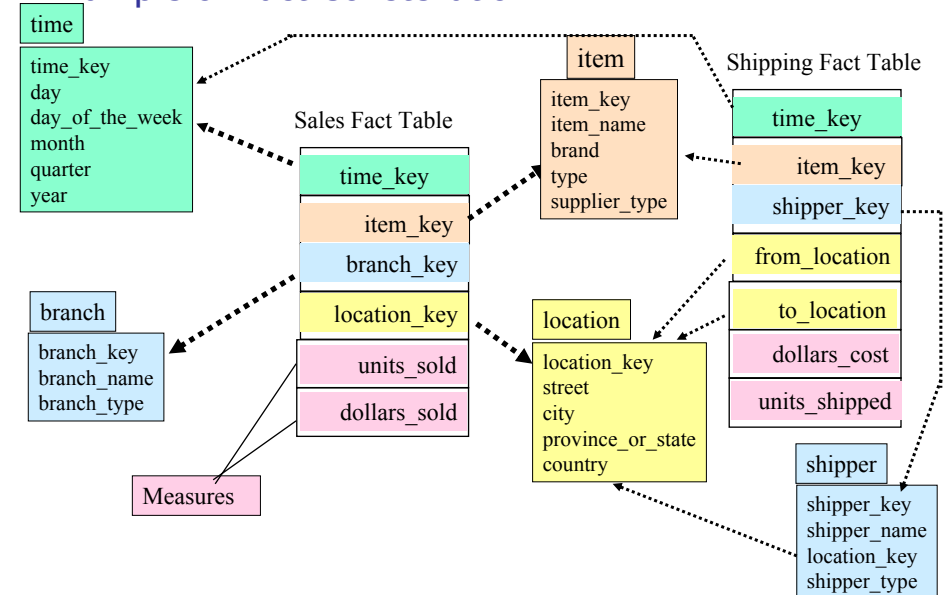 time
time_key
day
day_of_the_week
month
quarter
year
Sales Fact Table
time_key
item_key
branch_key
location_key
units_sold
dollars_sold
Measures
branch
branch_key
branch_name
branch_type
item
item_key
item_name
brand
type
supplier_type
location
location_key
street
city
province_or_state
country
Shipping Fact Table
time_key
item_key
shipper_key
from_location
to_location
dollars_cost
units_shipped
shipper
shipper_key
shipper_name
location_key
shipper_type